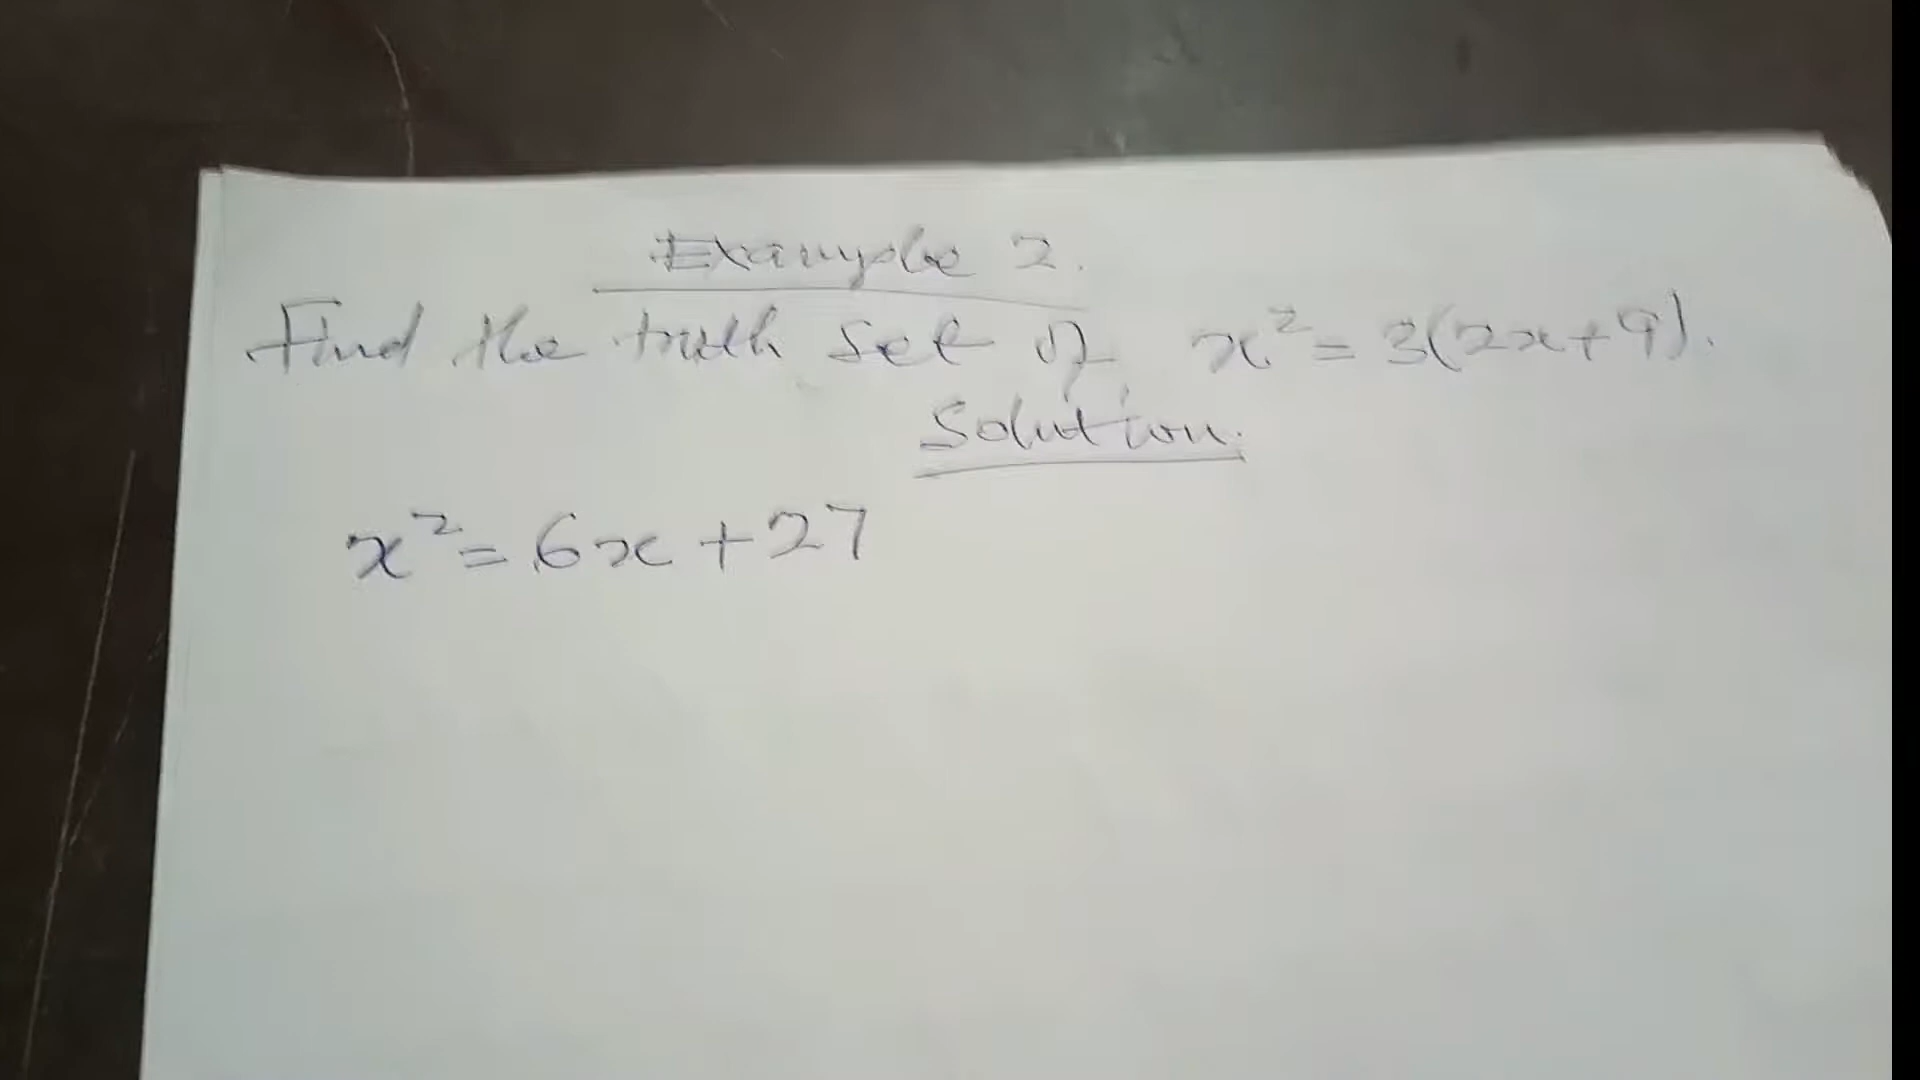 Example 2.
Find the truth set of x² = 3(2x+9).
Solution.
x² = 6x + 27